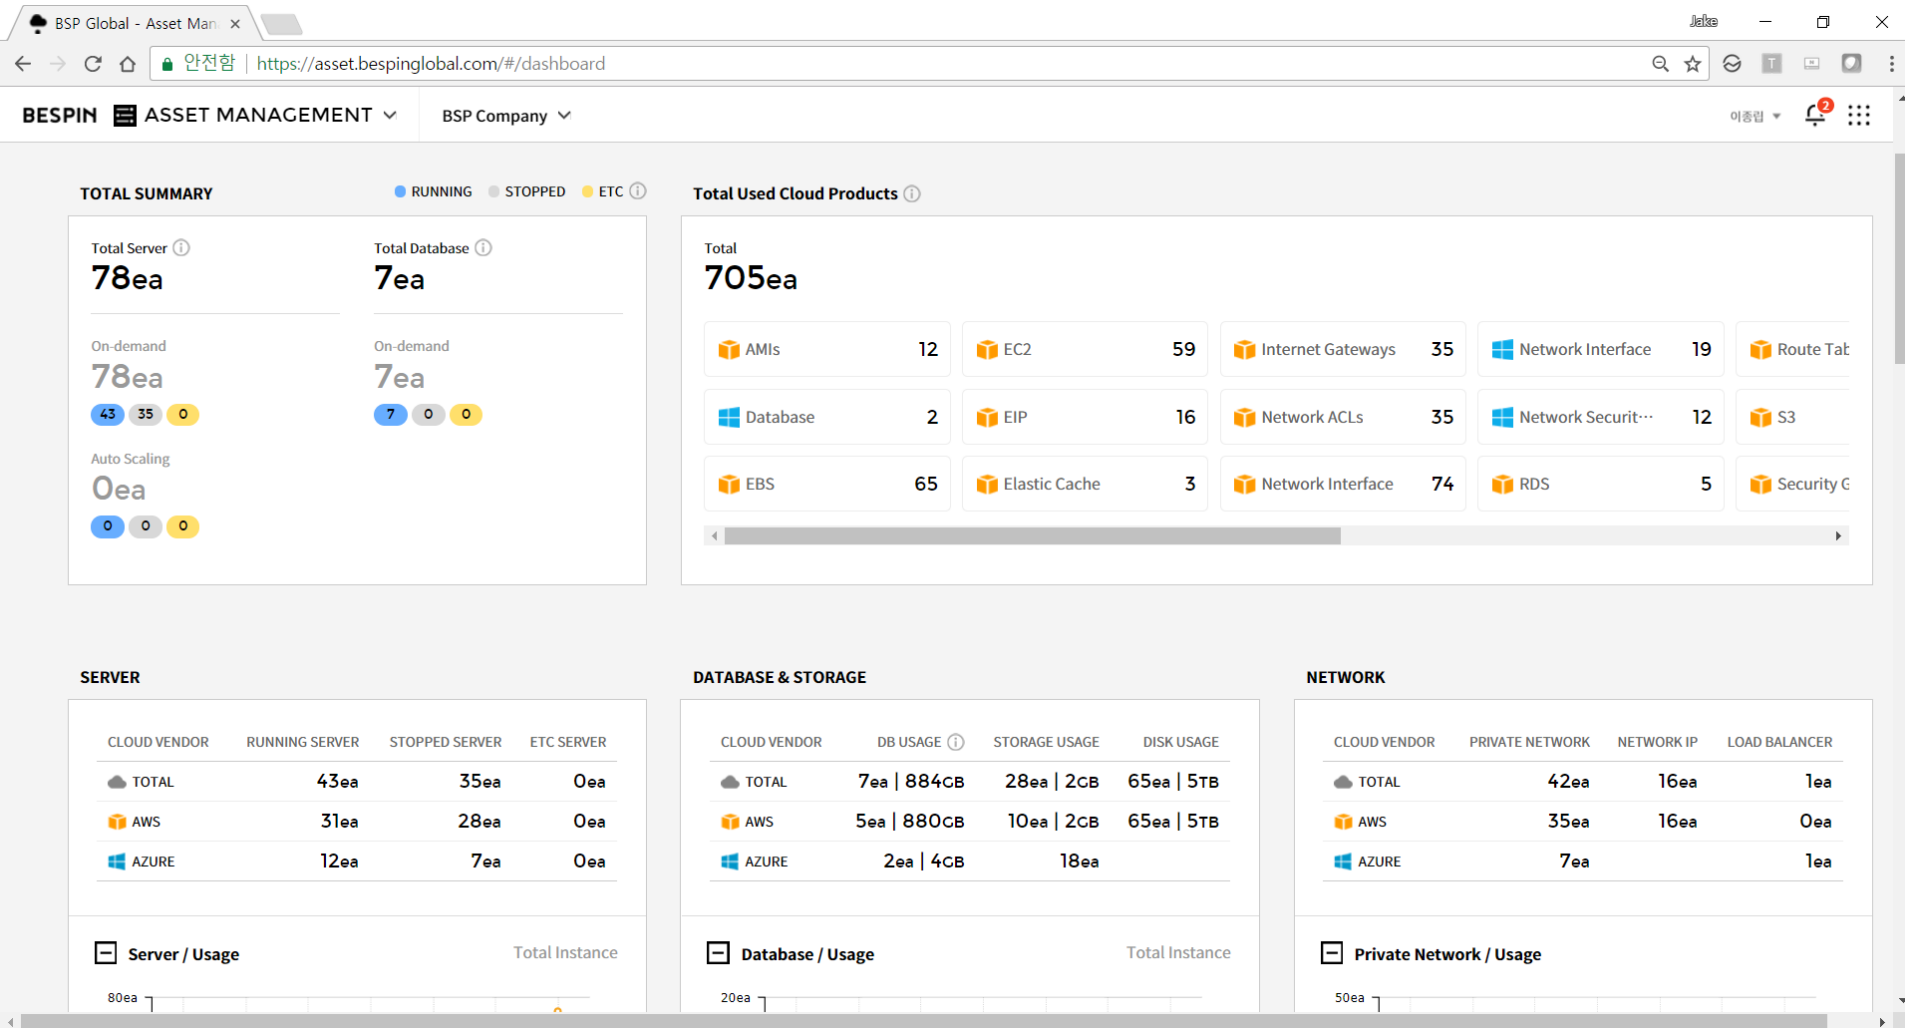 BSP Global - Asset Man
Jake
안전함 https://asset.bespinglobal.com/#/dashboard
T
BESPIN ASSET MANAGEMENT BSP Company 이종립 2
TOTAL SUMMARY RUNNING STOPPED ETC
Total Used Cloud Products
Total Server Total Database
78ea 7ea
On-demand On-demand
78ea 7ea
43 35 0 7 0 0
Auto Scaling
0ea
0 0 0
Total
705ea
AMIs 12 EC2 59 Internet Gateways 35 Network Interface 19 Route Tab
Database 2 EIP 16 Network ACLs 35 Network Securit··· 12 S3
EBS 65 Elastic Cache 3 Network Interface 74 RDS 5 Security G
SERVER
CLOUD VENDOR RUNNING SERVER STOPPED SERVER ETC SERVER
TOTAL 43ea 35ea 0ea
AWS 31ea 28ea 0ea
AZURE 12ea 7ea 0ea
Server / Usage Total Instance
80ea
DATABASE & STORAGE
CLOUD VENDOR DB USAGE STORAGE USAGE DISK USAGE
TOTAL 7ea | 884GB 28ea | 2GB 65ea | 5TB
AWS 5ea | 880GB 10ea | 2GB 65ea | 5TB
AZURE 2ea | 4GB 18ea
Database / Usage Total Instance
20ea
NETWORK
CLOUD VENDOR PRIVATE NETWORK NETWORK IP LOAD BALANCER
TOTAL 42ea 16ea 1ea
AWS 35ea 16ea 0ea
AZURE 7ea 1ea
Private Network / Usage
50ea